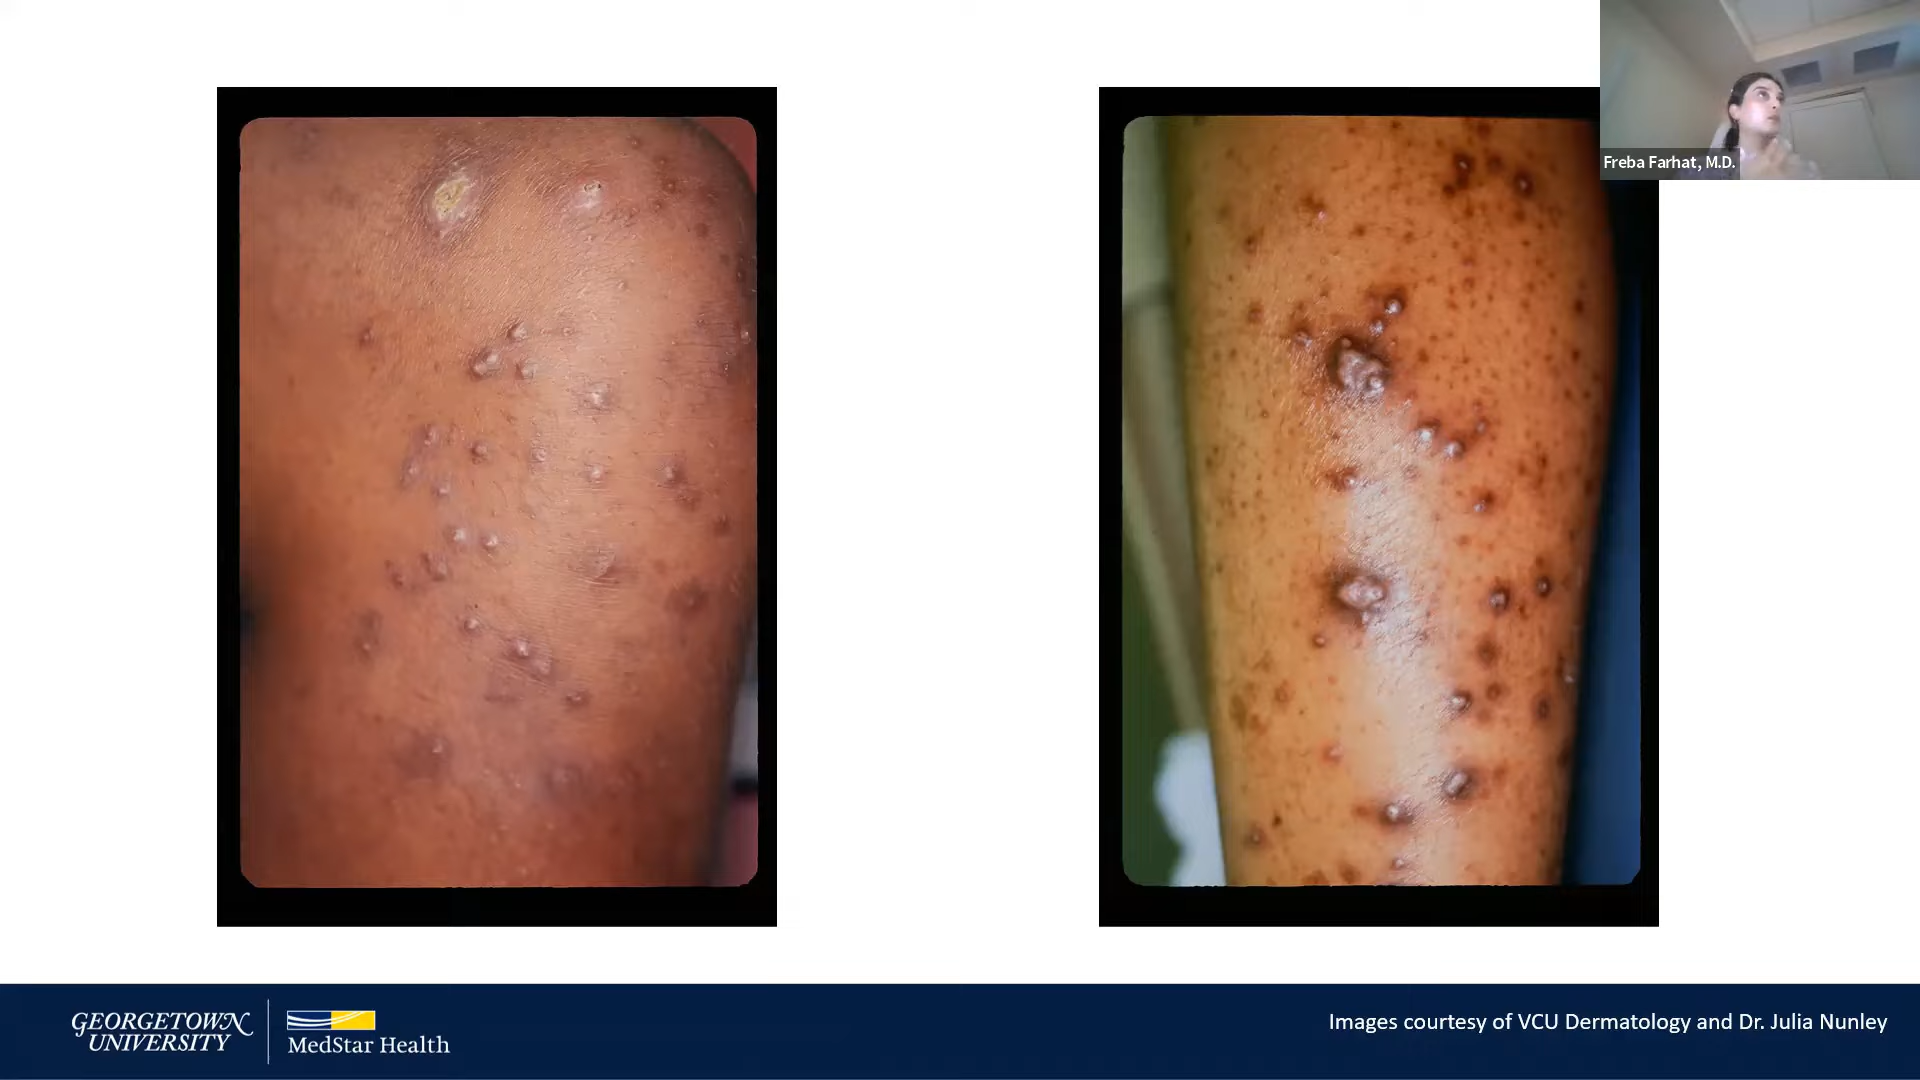 Freba Farhat, M.D.
GEORGETOWN
UNIVERSITY
MedStar Health
Images courtesy of VCU Dermatology and Dr. Julia Nunley